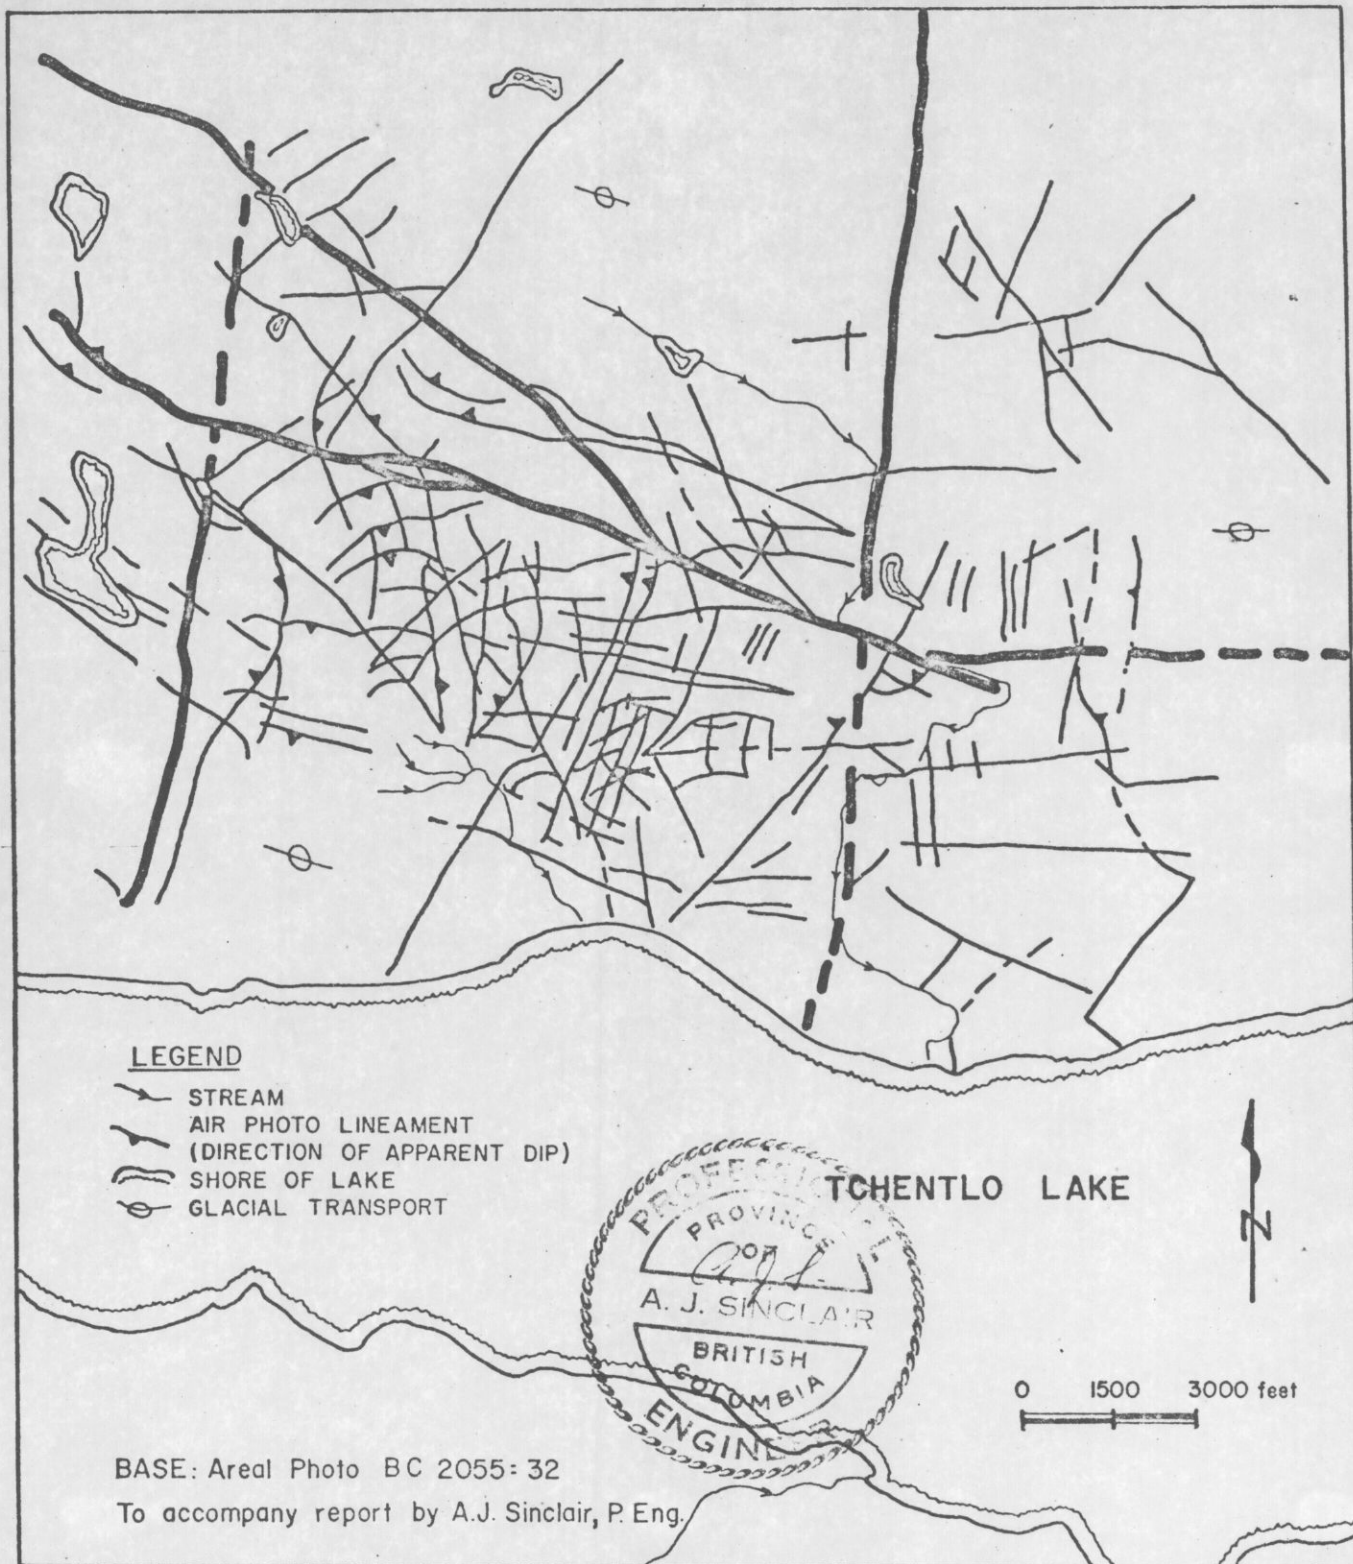 LEGEND
STREAM
AIR PHOTO LINEAMENT
(DIRECTION OF APPARENT DIP)
SHORE OF LAKE
GLACIAL TRANSPORT
TCHENTLO LAKE
N
PROFESSIONAL
PROVINCE
OF
A. J. SINCLAIR
BRITISH
COLUMBIA
ENGINEER
0 1500 3000 feet
BASE: Areal Photo BC 2055:32
To accompany report by A.J. Sinclair, P. Eng.